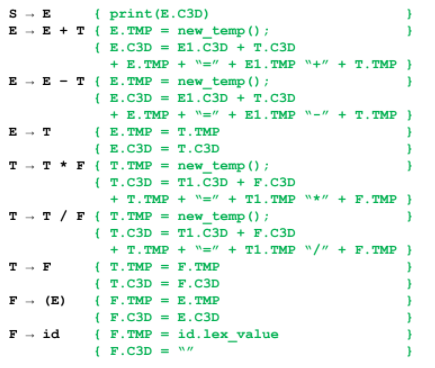 S → E { print(E.C3D) }
E → E + T { E.TMP = new_temp(); }
{ E.C3D = E1.C3D + T.C3D
+ E.TMP + “=” + E1.TMP “+” + T.TMP }
E → E - T { E.TMP = new_temp(); }
{ E.C3D = E1.C3D + T.C3D
+ E.TMP + “=” + E1.TMP “-” + T.TMP }
E → T { E.TMP = T.TMP }
{ E.C3D = T.C3D }
T → T * F { T.TMP = new_temp(); }
{ T.C3D = T1.C3D + F.C3D
+ T.TMP + “=” + T1.TMP “*” + F.TMP }
T → T / F { T.TMP = new_temp(); }
{ T.C3D = T1.C3D + F.C3D
+ T.TMP + “=” + T1.TMP “/” + F.TMP }
T → F { T.TMP = F.TMP }
{ T.C3D = F.C3D }
F → (E) { F.TMP = E.TMP }
{ F.C3D = E.C3D }
F → id { F.TMP = id.lex_value }
{ F.C3D = “” }